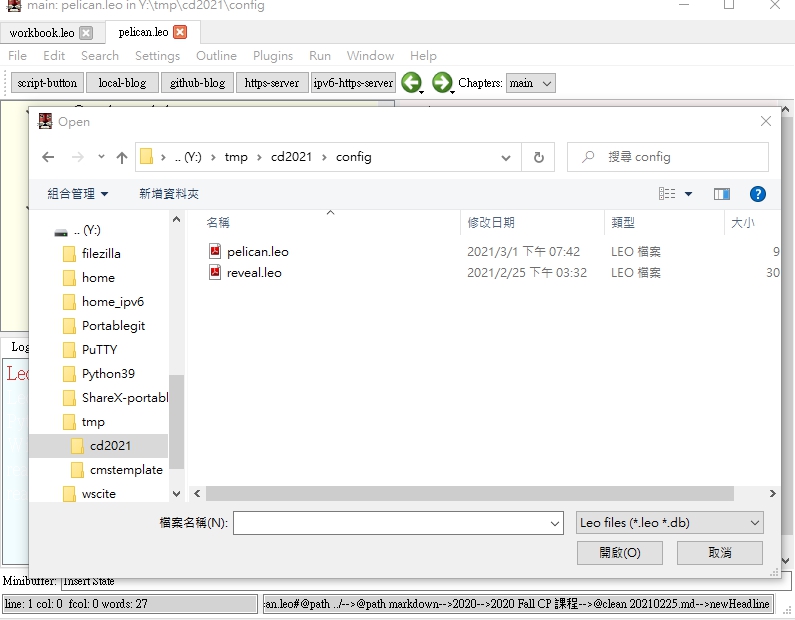 main: pelican.leo in Y:\tmp\cd2021\config
workbook.leo
pelican.leo
File Edit Search Settings Outline Plugins Run Window Help
script-button local-blog github-blog https-server ipv6-https-server Chapters: main
Open
.. (Y:) › tmp › cd2021 › config
搜尋 config
組合管理 新增資料夾
名稱 修改日期 類型 大小
pelican.leo 2021/3/1 下午 07:42 LEO 檔案 9
reveal.leo 2021/2/25 下午 03:32 LEO 檔案 30
.. (Y:)
filezilla
home
home_ipv6
Portablegit
PuTTY
Python39
ShareX-portabl
tmp
cd2021
cmstemplate
wscite
Log
Leo
檔案名稱(N):
Leo files (*.leo *.db)
開啟(O) 取消
Minibuffer: Insert State
line: 1 col: 0 fcol: 0 words: 27
can.leo#@path ../-->@path markdown-->2020-->2020 Fall CP 課程-->@clean 20210225.md-->newHeadline